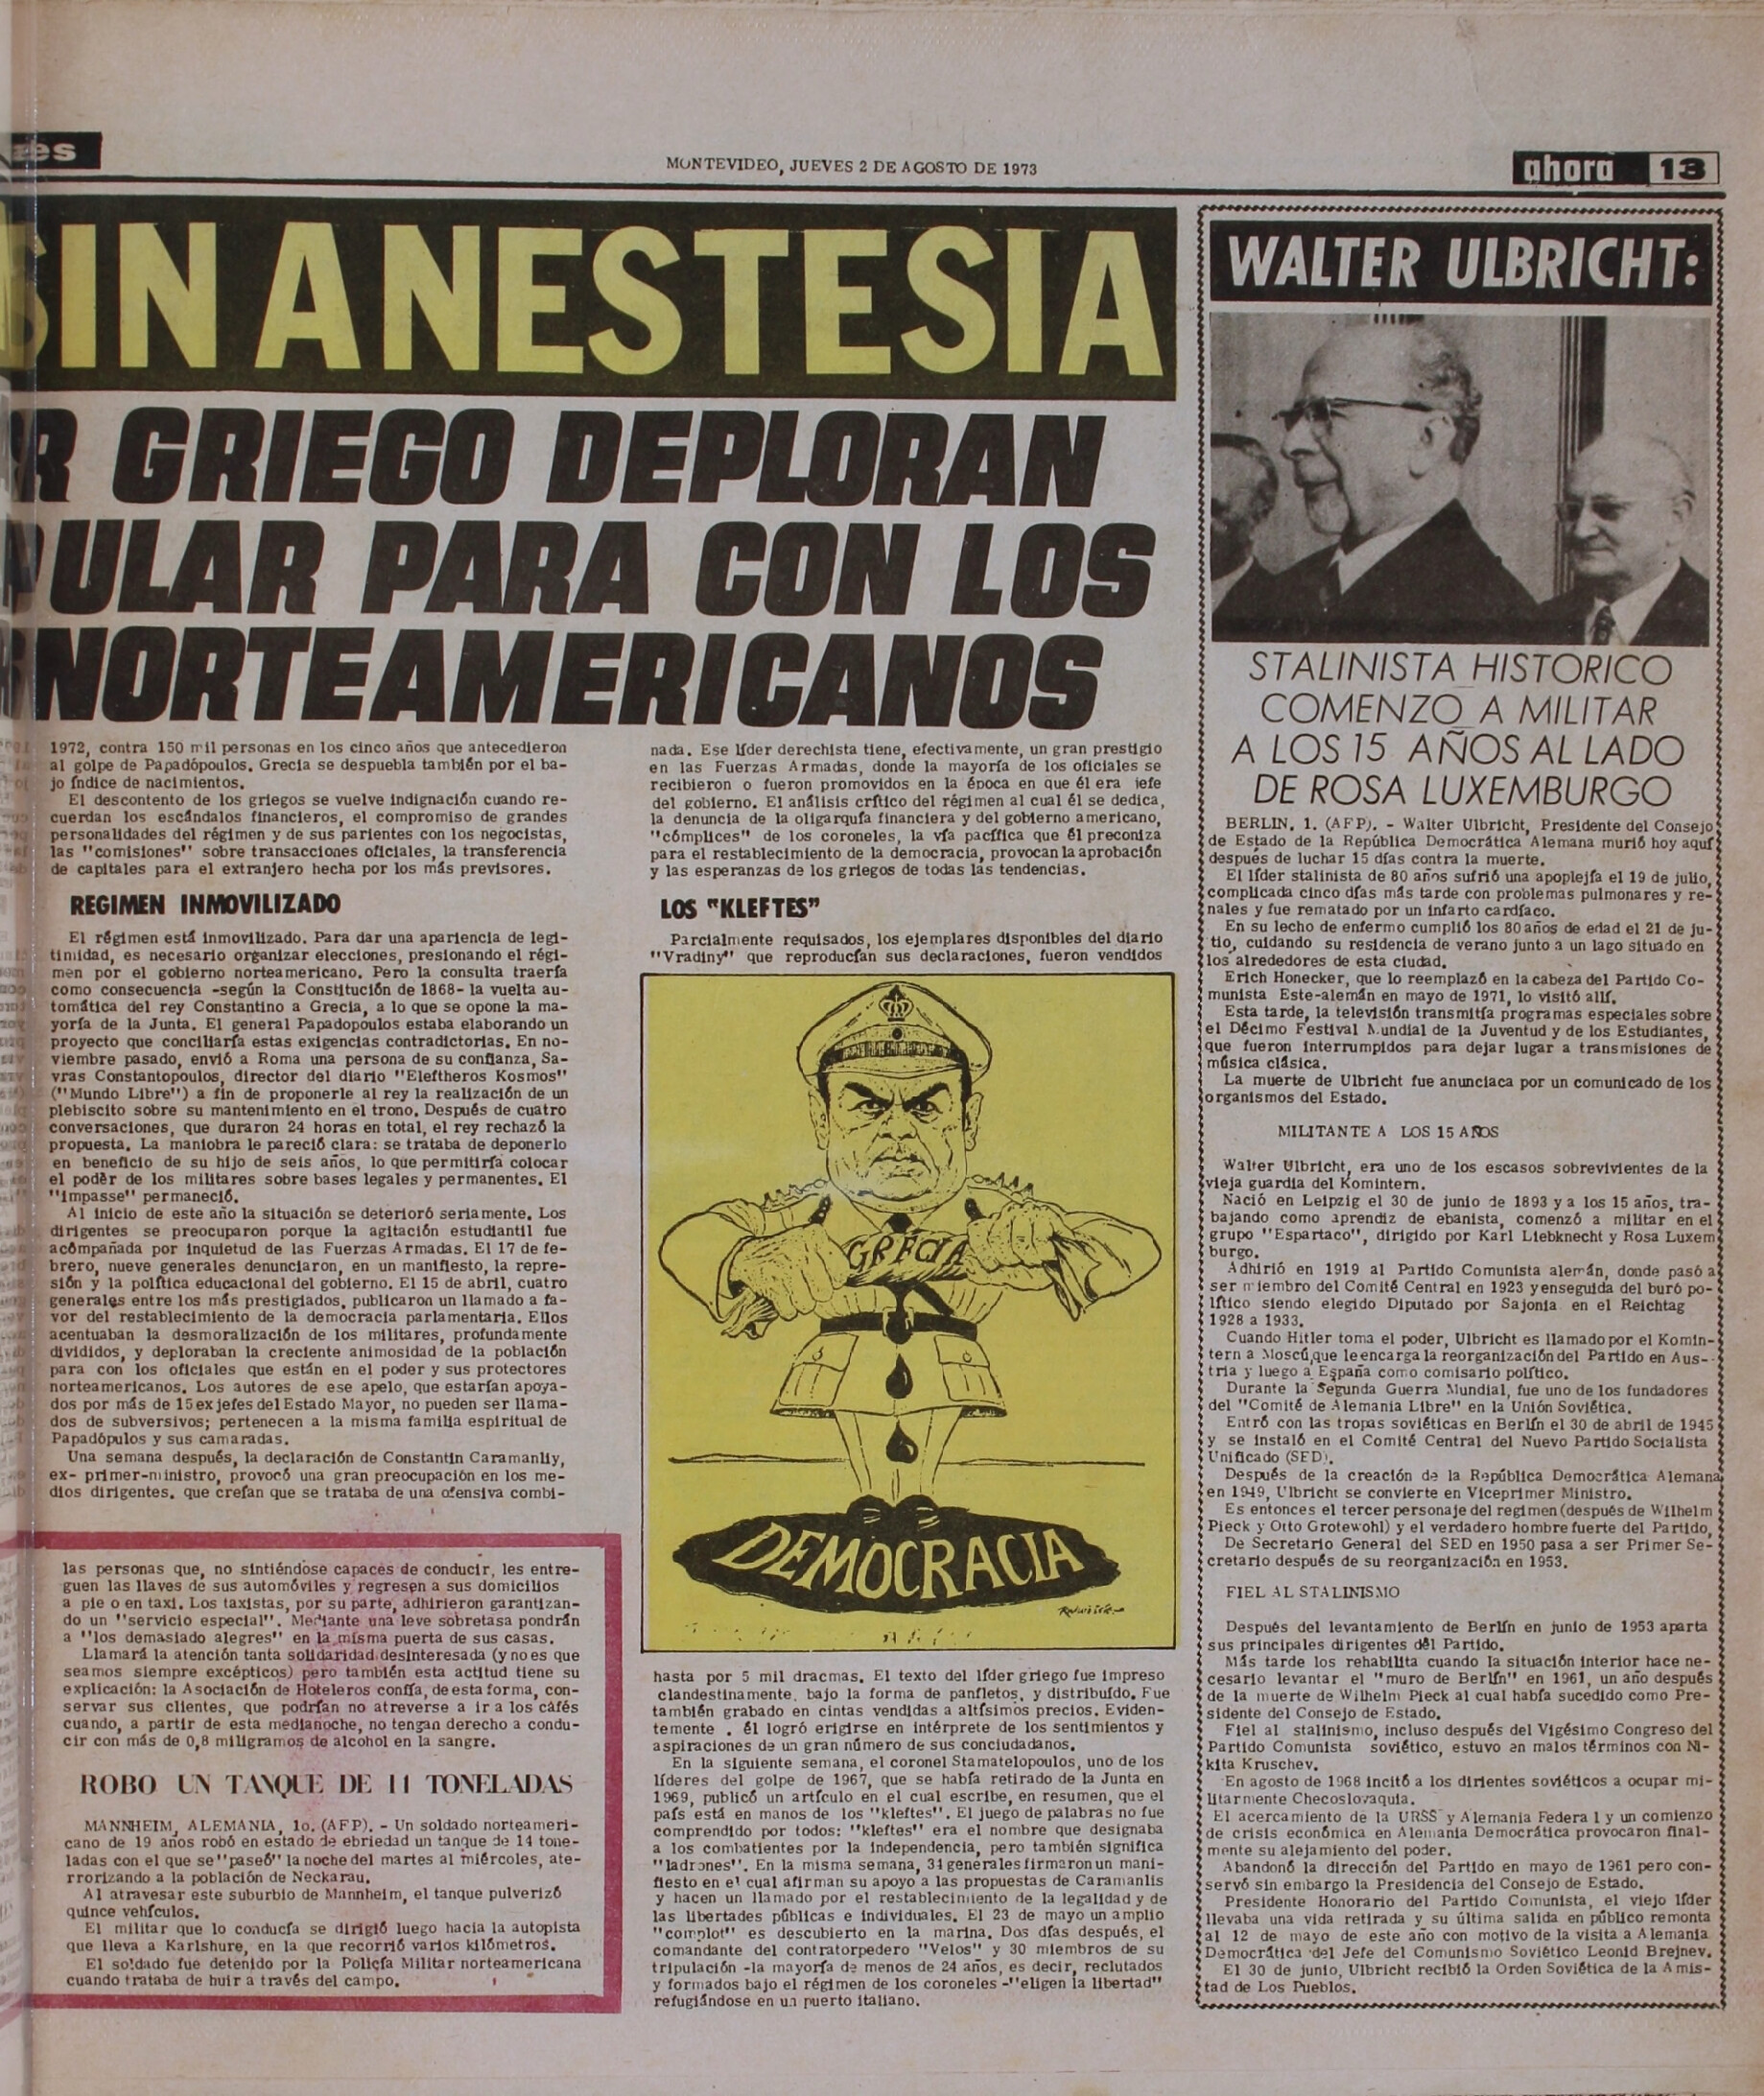 MONTEVIDEO, JUEVES 2 DE AGOSTO DE 1973
ahora 13
SIN ANESTESIA
GRIEGO DEPLORAN
ULAR PARA CON LOS
NORTEAMERICANOS
1972, contra 150 mil personas en los cinco años que antecedieron
al golpe de Papadópoulos. Grecia se despuebla también por el ba-
jo índice de nacimientos.
El descontento de los griegos se vuelve indignación cuando re-
cuerdan los escándalos financieros, el compromiso de grandes
personalidades del régimen y de sus parientes con los negocistas,
las "comisiones" sobre transacciones oficiales, la transferencia
de capitales para el extranjero hecha por los más previsores.
REGIMEN INMOVILIZADO
El régimen está inmovilizado. Para dar una apariencia de legi-
timidad, es necesario organizar elecciones, presionando el régi-
men por el gobierno norteamericano. Pero la consulta traería
como consecuencia -según la Constitución de 1868- la vuelta au-
tomática del rey Constantino a Grecia, a lo que se opone la ma-
yoría de la Junta. El general Papadopoulos estaba elaborando un
proyecto que conciliaría estas exigencias contradictorias. En no-
viembre pasado, envió a Roma una persona de su confianza, Sa-
vras Constantopoulos, director del diario "Eleftheros Kosmos"
("Mundo Libre") a fin de proponerle al rey la realización de un
plebiscito sobre su mantenimiento en el trono. Después de cuatro
conversaciones, que duraron 24 horas en total, el rey rechazó la
propuesta. La maniobra le pareció clara: se trataba de deponerlo
en beneficio de su hijo de seis años, lo que permitiría colocar
el poder de los militares sobre bases legales y permanentes. El
"impasse" permaneció.
Al inicio de este año la situación se deterioró seriamente. Los
dirigentes se preocuparon porque la agitación estudiantil fue
acompañada por inquietud de las Fuerzas Armadas. El 17 de fe-
brero, nueve generales denunciaron, en un manifiesto, la repre-
sión y la política educacional del gobierno. El 15 de abril, cuatro
generales entre los más prestigiados, publicaron un llamado a fa-
vor del restablecimiento de la democracia parlamentaria. Ellos
acentuaban la desmoralización de los militares, profundamente
divididos, y deploraban la creciente animosidad de la población
para con los oficiales que están en el poder y sus protectores
norteamericanos. Los autores de ese apelo, que estarían apoya-
dos por más de 15 ex jefes del Estado Mayor, no pueden ser llama-
dos de subversivos; pertenecen a la misma familia espiritual de
Papadópulos y sus camaradas.
Una semana después, la declaración de Constantin Caramanliy,
ex- primer-ministro, provocó una gran preocupación en los me-
dios dirigentes. que creían que se trataba de una ofensiva combi-
nada. Ese líder derechista tiene, efectivamente, un gran prestigio
en las Fuerzas Armadas, donde la mayoría de los oficiales se
recibieron o fueron promovidos en la época en que él era jefe
del gobierno. El análisis crítico del régimen al cual él se dedica,
la denuncia de la oligarquía financiera y del gobierno americano,
"cómplices" de los coroneles, la vía pacífica que él preconiza
para el restablecimiento de la democracia, provocan la aprobación
y las esperanzas de los griegos de todas las tendencias.
LOS "KLEFTES"
Parcialmente requisados, los ejemplares disponibles del diario
"Vradiny" que reproducían sus declaraciones, fueron vendidos
GRECIA
DEMOCRACIA
hasta por 5 mil dracmas. El texto del líder griego fue impreso
clandestinamente, bajo la forma de panfletos, y distribuído. Fue
también grabado en cintas vendidas a altísimos precios. Eviden-
temente . él logró erigirse en intérprete de los sentimientos y
aspiraciones de un gran número de sus conciudadanos.
En la siguiente semana, el coronel Stamatelopoulos, uno de los
líderes del golpe de 1967, que se había retirado de la Junta en
1969, publicó un artículo en el cual escribe, en resumen, que el
país está en manos de los "kleftes". El juego de palabras no fue
comprendido por todos: "kleftes" era el nombre que designaba
a los combatientes por la independencia, pero también significa
"ladrones". En la misma semana, 31 generales firmaron un mani-
fiesto en el cual afirman su apoyo a las propuestas de Caramanlis
y hacen un llamado por el restablecimiento de la legalidad y de
las libertades públicas e individuales. El 23 de mayo un amplio
"complot" es descubierto en la marina. Dos días después, el
comandante del contratorpedero "Velos" y 30 miembros de su
tripulación -la mayoría de menos de 24 años, es decir, reclutados
y formados bajo el régimen de los coroneles -"eligen la libertad"
refugiándose en un puerto italiano.
las personas que, no sintiéndose capaces de conducir, les entre-
guen las llaves de sus automóviles y regresen a sus domicilios
a pie o en taxi. Los taxistas, por su parte, adhirieron garantizan-
do un "servicio especial". Mediante una leve sobretasa pondrán
a "los demasiado alegres" en la misma puerta de sus casas.
Llamará la atención tanta solidaridad desinteresada (y no es que
seamos siempre excépticos) pero también esta actitud tiene su
explicación: la Asociación de Hoteleros confía, de esta forma, con-
servar sus clientes, que podrían no atreverse a ir a los cáfés
cuando, a partir de esta medianoche, no tengan derecho a condu-
cir con más de 0,8 miligramos de alcohol en la sangre.
ROBO UN TANQUE DE 14 TONELADAS
MANNHEIM, ALEMANIA, 1o. (AFP). - Un soldado norteameri-
cano de 19 años robó en estado de ebriedad un tanque de 14 tone-
ladas con el que se "paseó" la noche del martes al miércoles, ate-
rrorizando a la población de Neckarau.
Al atravesar este suburbio de Mannheim, el tanque pulverizó
quince vehículos.
El militar que lo conducía se dirigió luego hacia la autopista
que lleva a Karlshure, en la que recorrió varios kilómetros.
El soldado fue detenido por la Policía Militar norteamericana
cuando trataba de huir a través del campo.
WALTER ULBRICHT:
STALINISTA HISTORICO
COMENZO A MILITAR
A LOS 15 AÑOS AL LADO
DE ROSA LUXEMBURGO
BERLIN, 1. (AFP). - Walter Ulbricht, Presidente del Consejo
de Estado de la República Democrática Alemana murió hoy aquí
después de luchar 15 días contra la muerte.
El líder stalinista de 80 años sufrió una apoplejía el 19 de julio,
complicada cinco días más tarde con problemas pulmonares y re-
nales y fue rematado por un infarto cardíaco.
En su lecho de enfermo cumplió los 80 años de edad el 21 de ju-
tio, cuidando su residencia de verano junto a un lago situado en
los alrededores de esta ciudad.
Erich Honecker, que lo reemplazó en la cabeza del Partido Co-
munista Este-alemán en mayo de 1971, lo visitó allí.
Esta tarde, la televisión transmitía programas especiales sobre
el Décimo Festival Mundial de la Juventud y de los Estudiantes,
que fueron interrumpidos para dejar lugar a transmisiones de
música clásica.
La muerte de Ulbricht fue anunciaca por un comunicado de los
organismos del Estado.
MILITANTE A LOS 15 AÑOS
Walter Ulbricht, era uno de los escasos sobrevivientes de la
vieja guardia del Komintern.
Nació en Leipzig el 30 de junio de 1893 y a los 15 años, tra-
bajando como aprendiz de ebanista, comenzó a militar en el
grupo "Espartaco", dirigido por Karl Liebknecht y Rosa Luxem
burgo.
Adhirió en 1919 al Partido Comunista alemán, donde pasó a
ser miembro del Comité Central en 1923 y enseguida del buró po-
lítico siendo elegido Diputado por Sajonia en el Reichtag
1928 a 1933.
Cuando Hitler toma el poder, Ulbricht es llamado por el Komin-
tern a Moscú, que le encarga la reorganización del Partido en Aus-
tria y luego a España como comisario político.
Durante la Segunda Guerra Mundial, fue uno de los fundadores
del "Comité de Alemania Libre" en la Unión Soviética.
Entró con las tropas soviéticas en Berlín el 30 de abril de 1945
y se instaló en el Comité Central del Nuevo Partido Socialista
Unificado (SED).
Después de la creación de la República Democrática Alemana
en 1949, Ulbricht se convierte en Viceprimer Ministro.
Es entonces el tercer personaje del regimen (después de Wilhelm
Pieck y Otto Grotewohl) y el verdadero hombre fuerte del Partido,
De Secretario General del SED en 1950 pasa a ser Primer Se-
cretario después de su reorganización en 1953.
FIEL AL STALINISMO
Después del levantamiento de Berlín en junio de 1953 aparta
sus principales dirigentes del Partido.
Más tarde los rehabilita cuando la situación interior hace ne-
cesario levantar el "muro de Berlín" en 1961, un año después
de la muerte de Wilhelm Pieck al cual había sucedido como Pre-
sidente del Consejo de Estado.
Fiel al stalinismo, incluso después del Vigésimo Congreso del
Partido Comunista soviético, estuvo en malos términos con Ni-
kita Kruschev.
En agosto de 1968 incitó a los dirientes soviéticos a ocupar mi-
litarmente Checoslovaquia.
El acercamiento de la URSS y Alemania Federal y un comienzo
de crisis económica en Alemania Democrática provocaron final-
mente su alejamiento del poder.
Abandonó la dirección del Partido en mayo de 1961 pero con-
servó sin embargo la Presidencia del Consejo de Estado.
Presidente Honorario del Partido Comunista, el viejo líder
llevaba una vida retirada y su última salida en público remonta
al 12 de mayo de este año con motivo de la visita a Alemania
Democrática del Jefe del Comunismo Soviético Leonid Brejnev.
El 30 de junio, Ulbricht recibió la Orden Soviética de la Amis-
tad de Los Pueblos.